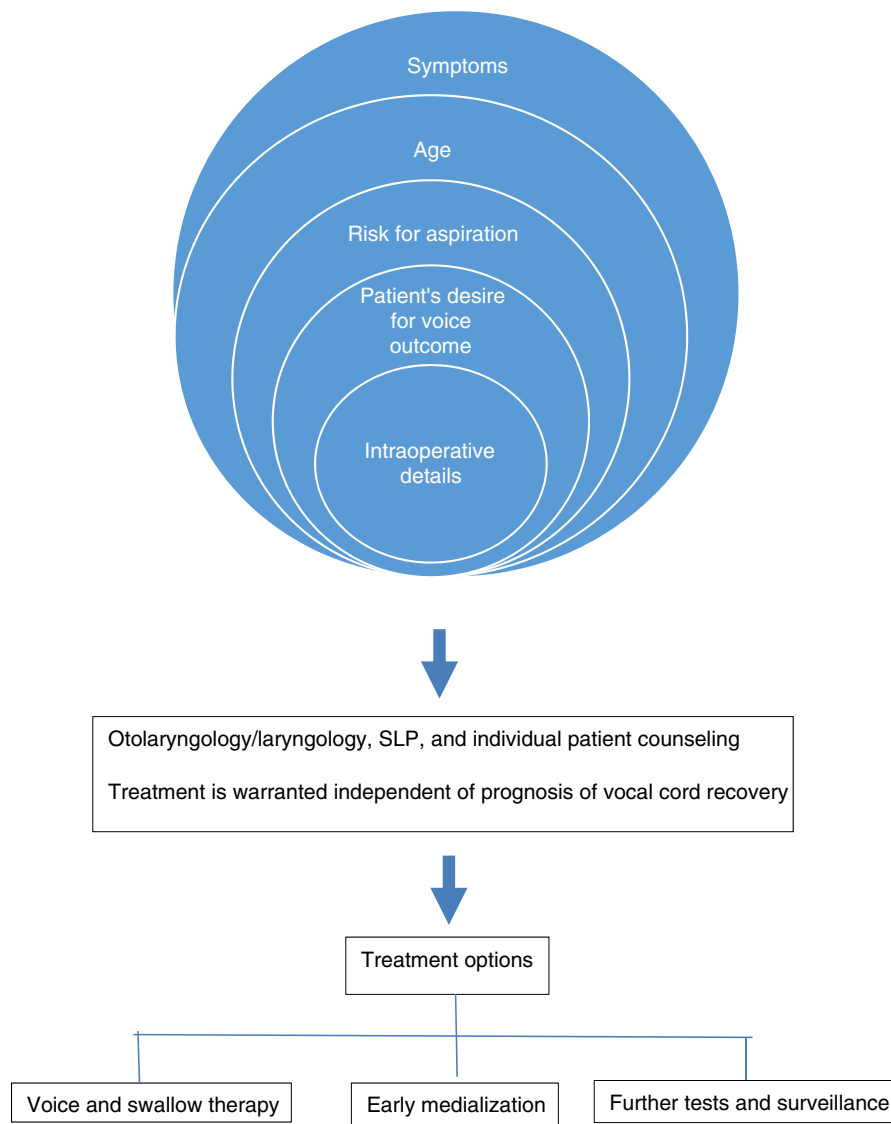 Symptoms
Age
Risk for aspiration
Patient's desire
for voice
outcome
Intraoperative
details
Otolaryngology/laryngology, SLP, and individual patient counseling
Treatment is warranted independent of prognosis of vocal cord recovery
Treatment options
Voice and swallow therapy
Early medialization
Further tests and surveillance